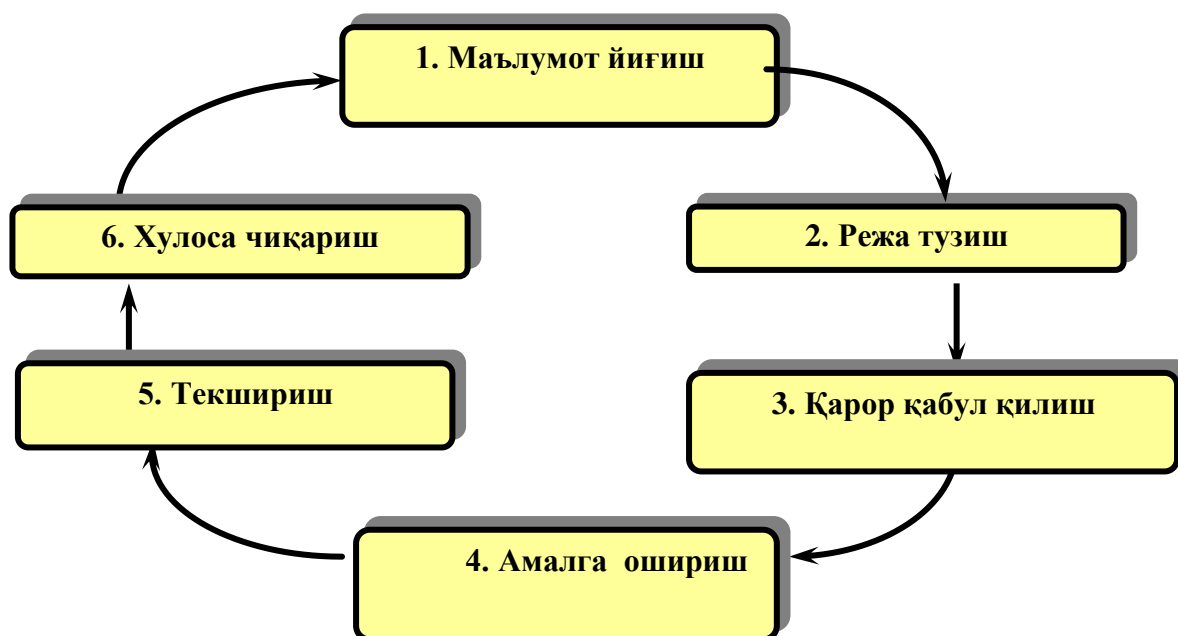 1. Маълумот йиғиш
2. Режа тузиш
3. Қарор қабул қилиш
4. Амалга ошириш
5. Текшириш
6. Хулоса чиқариш